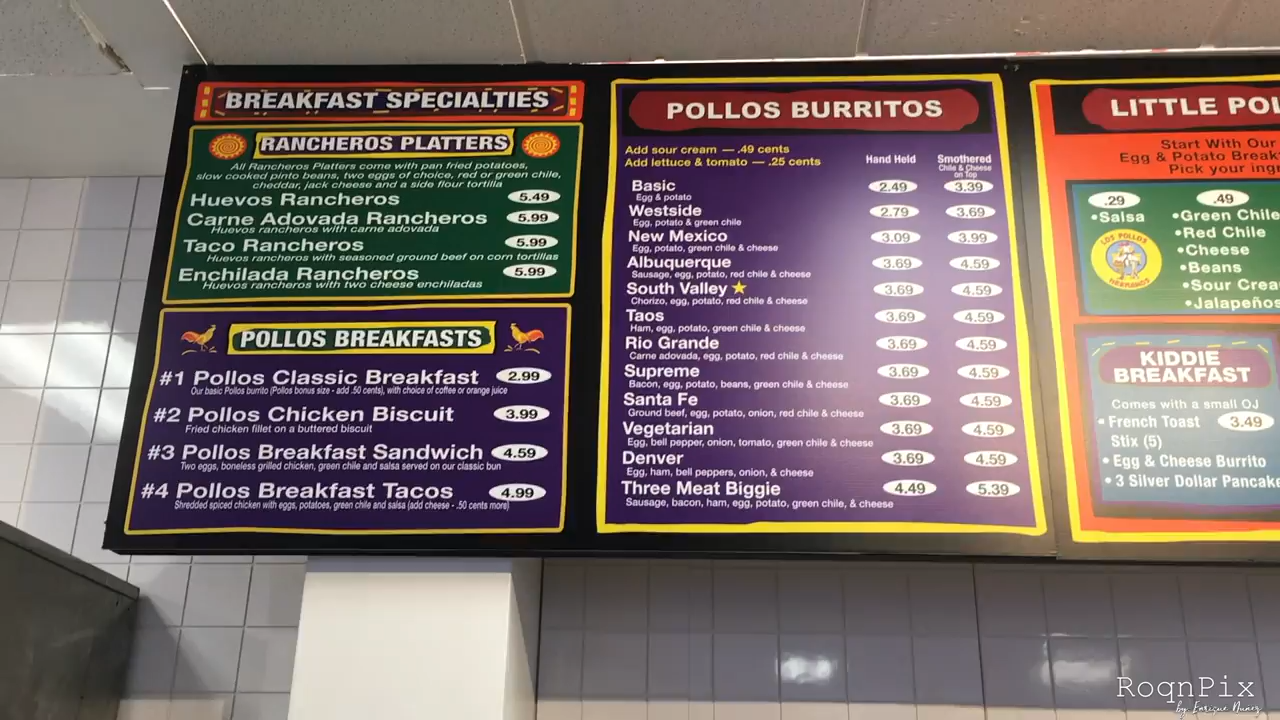 BREAKFAST SPECIALTIES
RANCHEROS PLATTERS
All Rancheros Platters come with pan fried potatoes,
slow cooked pinto beans, two eggs of choice, red or green chile,
cheddar, jack cheese and a side flour tortilla
Huevos Rancheros 5.49
Carne Adovada Rancheros 5.99
Huevos rancheros with carne adovada
Taco Rancheros 5.99
Huevos rancheros with seasoned ground beef on corn tortillas
Enchilada Rancheros 5.99
Huevos rancheros with two cheese enchiladas
POLLOS BREAKFASTS
#1 Pollos Classic Breakfast 2.99
Our basic Pollos burrito (Pollos bonus size - add .50 cents), with choice of coffee or orange juice
#2 Pollos Chicken Biscuit 3.99
Fried chicken fillet on a buttered biscuit
#3 Pollos Breakfast Sandwich 4.59
Two eggs, boneless grilled chicken, green chile and salsa served on our classic bun
#4 Pollos Breakfast Tacos 4.99
Shredded spiced chicken with eggs, potatoes, green chile and salsa (add cheese - .50 cents more)
POLLOS BURRITOS
Add sour cream — .49 cents
Add lettuce & tomato — .25 cents
Hand Held
Smothered
Chile & Cheese
on Top
Basic 2.49 3.39
Egg & potato
Westside 2.79 3.69
Egg, potato & green chile
New Mexico 3.09 3.99
Egg, potato, green chile & cheese
Albuquerque 3.69 4.59
Sausage, egg, potato, red chile & cheese
South Valley 3.69 4.59
Chorizo, egg, potato, red chile & cheese
Taos 3.69 4.59
Ham, egg, potato, green chile & cheese
Rio Grande 3.69 4.59
Carne adovada, egg, potato, red chile & cheese
Supreme 3.69 4.59
Bacon, egg, potato, beans, green chile & cheese
Santa Fe 3.69 4.59
Ground beef, egg, potato, onion, red chile & cheese
Vegetarian 3.69 4.59
Egg, bell pepper, onion, tomato, green chile & cheese
Denver 3.69 4.59
Egg, ham, bell peppers, onion, & cheese
Three Meat Biggie 4.49 5.39
Sausage, bacon, ham, egg, potato, green chile, & cheese
LITTLE POL
Start With Our
Egg & Potato Break
Pick your ingr
.29 .49
•Salsa
•Green Chile
•Red Chile
•Cheese
•Beans
•Sour Crea
•Jalapeños
LOS POLLOS
HERMANOS
KIDDIE
BREAKFAST
Comes with a small OJ
• French Toast 3.49
Stix (5)
• Egg & Cheese Burrito
• 3 Silver Dollar Pancake
RoqnPix
by Enrique Nuñez